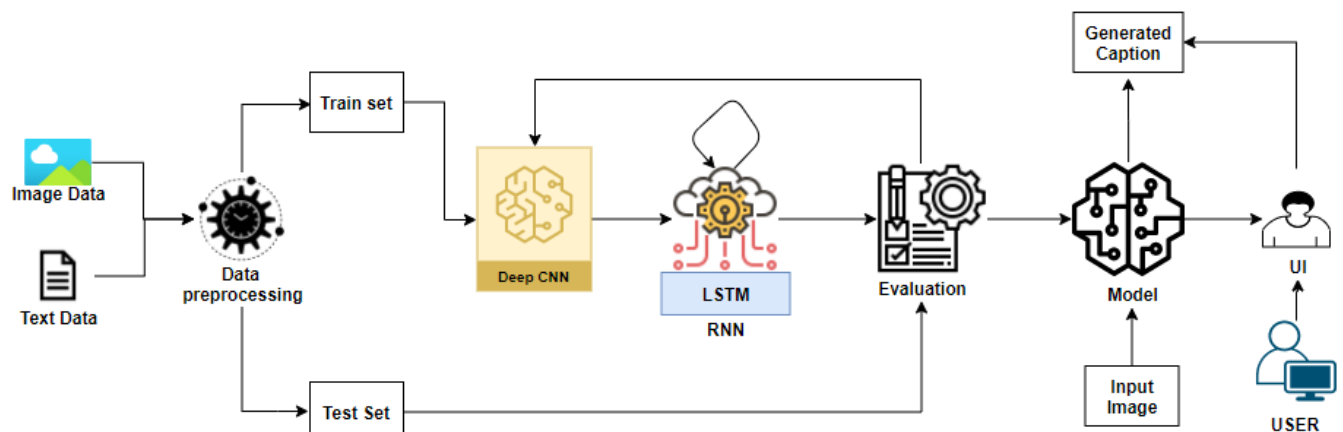 Image Data
Text Data
Data
preprocessing
Train set
Test Set
Deep CNN
LSTM
RNN
Evaluation
Generated
Caption
Model
Input
Image
UI
USER